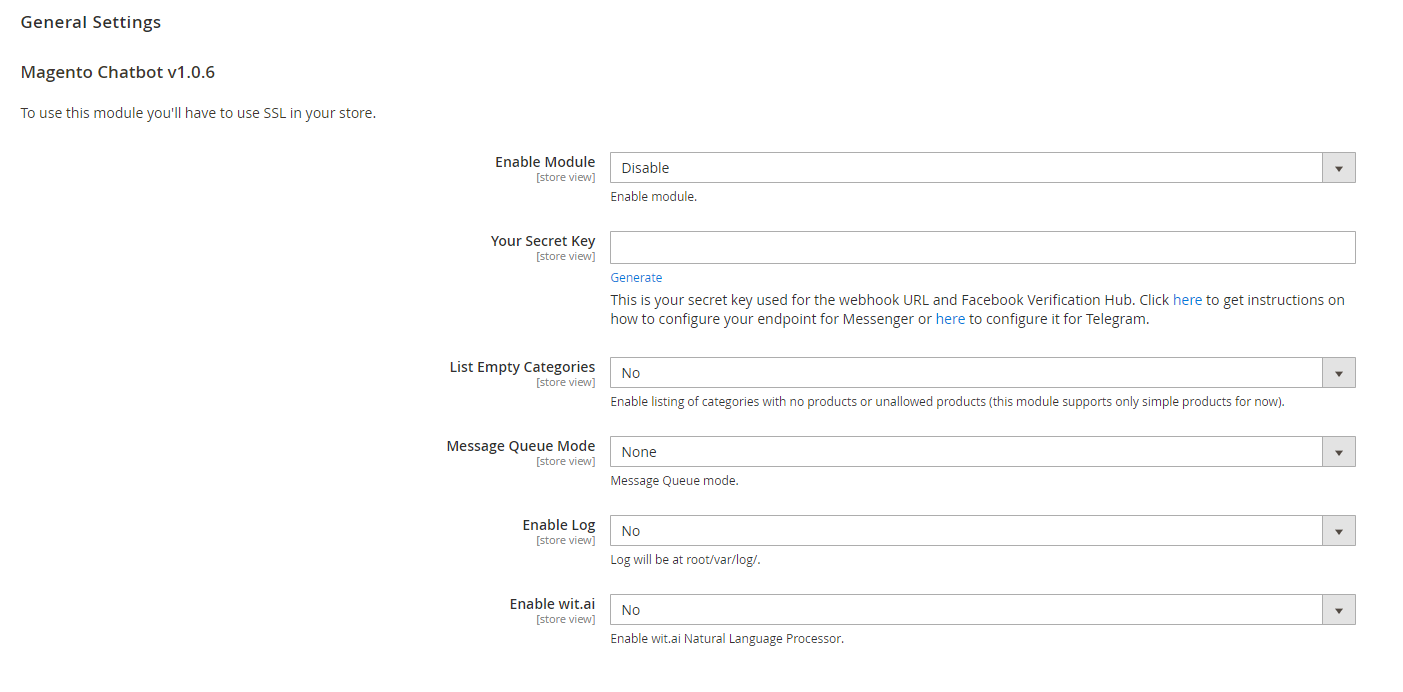 General Settings
Magento Chatbot v1.0.6
To use this module you'll have to use SSL in your store.
Enable Module
[store view]
Disable
Enable module.
Your Secret Key
[store view]
Generate
This is your secret key used for the webhook URL and Facebook Verification Hub. Click here to get instructions on
how to configure your endpoint for Messenger or here to configure it for Telegram.
List Empty Categories
[store view]
No
Enable listing of categories with no products or unallowed products (this module supports only simple products for now).
Message Queue Mode
[store view]
None
Message Queue mode.
Enable Log
[store view]
No
Log will be at root/var/log/.
Enable wit.ai
[store view]
No
Enable wit.ai Natural Language Processor.